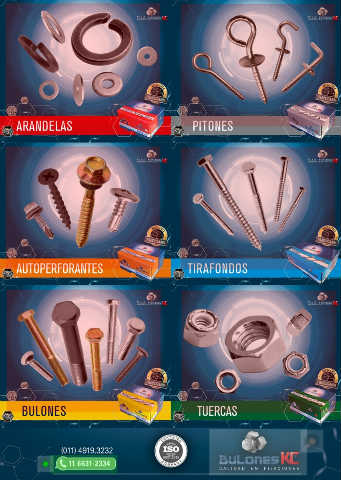 ARANDELAS
PITONES
AUTOPERFORANTES
TIRAFONDOS
BULONES
TUERCAS
(011) 4919.3232
11 6631-2334
ISO
BULONES KC
CALIDAD EN FIJACIONES